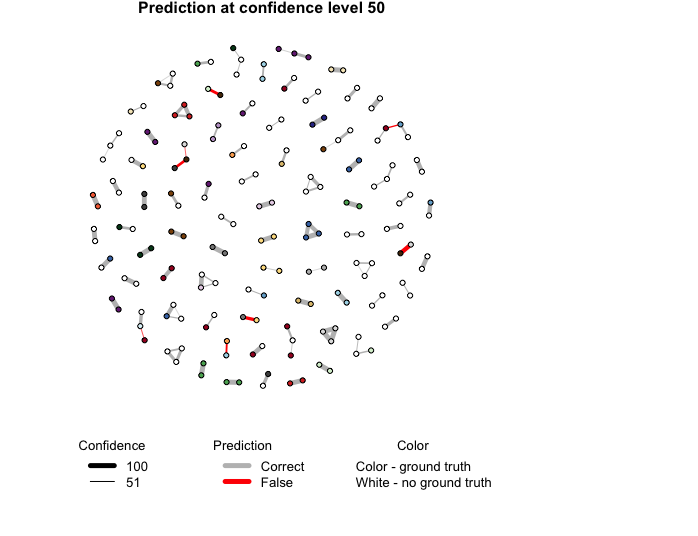 Prediction at confidence level 50
Confidence Prediction Color
100 Correct Color - ground truth
51 False White - no ground truth